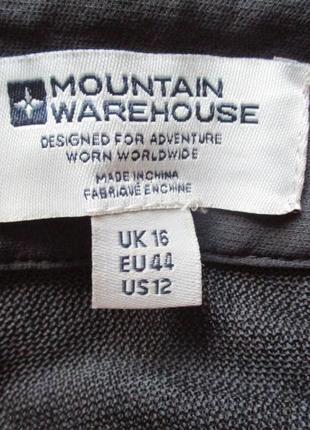 MOUNTAIN
WAREHOUSE
DESIGNED FOR ADVENTURE
WORN WORLDWIDE
MADE IN CHINA
FABRIQUÉ EN CHINE
UK 16
EU 44
US 12